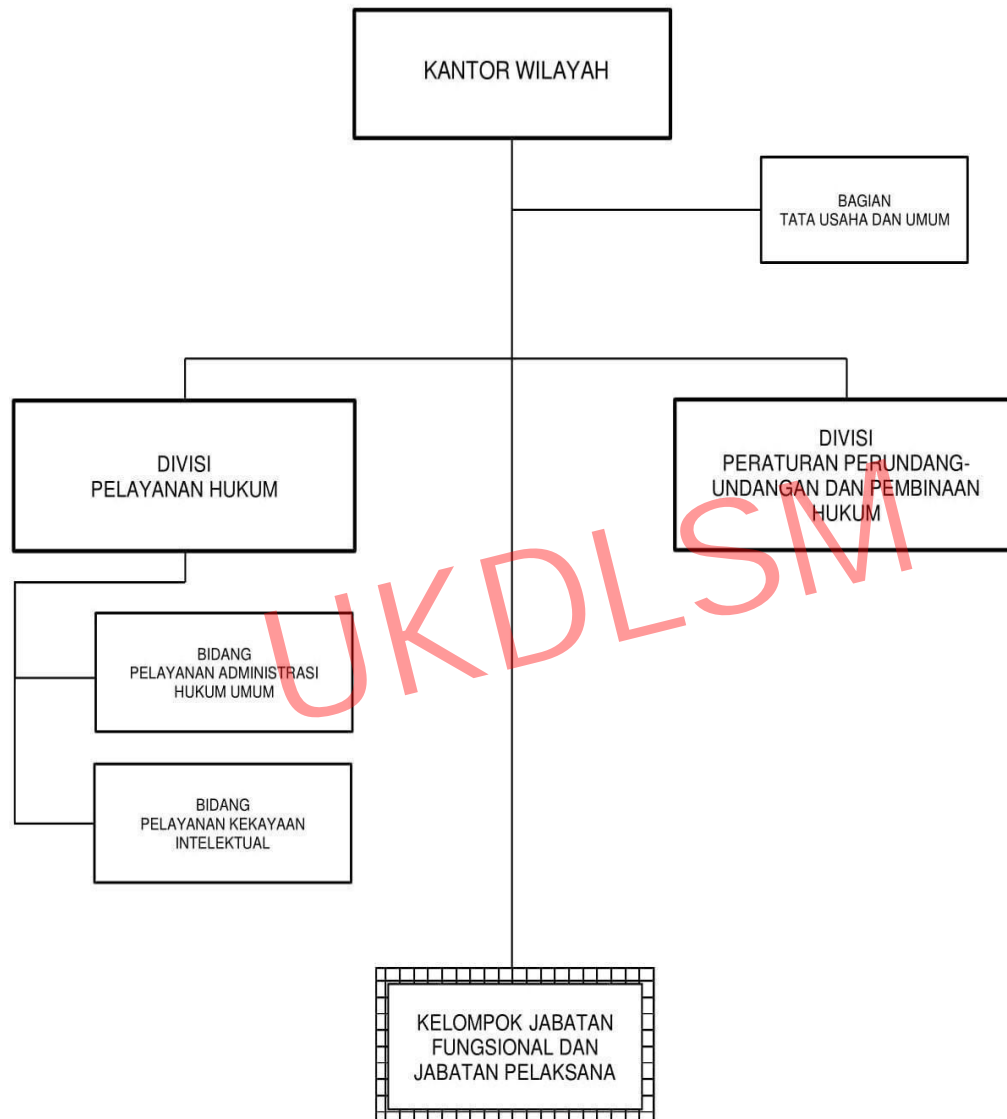 KANTOR WILAYAH
BAGIAN
TATA USAHA DAN UMUM
DIVISI
PELAYANAN HUKUM
DIVISI
PERATURAN PERUNDANG-
UNDANGAN DAN PEMBINAAN
HUKUM
UKDLSM
BIDANG
PELAYANAN ADMINISTRASI
HUKUM UMUM
BIDANG
PELAYANAN KEKAYAAN
INTELEKTUAL
KELOMPOK JABATAN
FUNGSIONAL DAN
JABATAN PELAKSANA